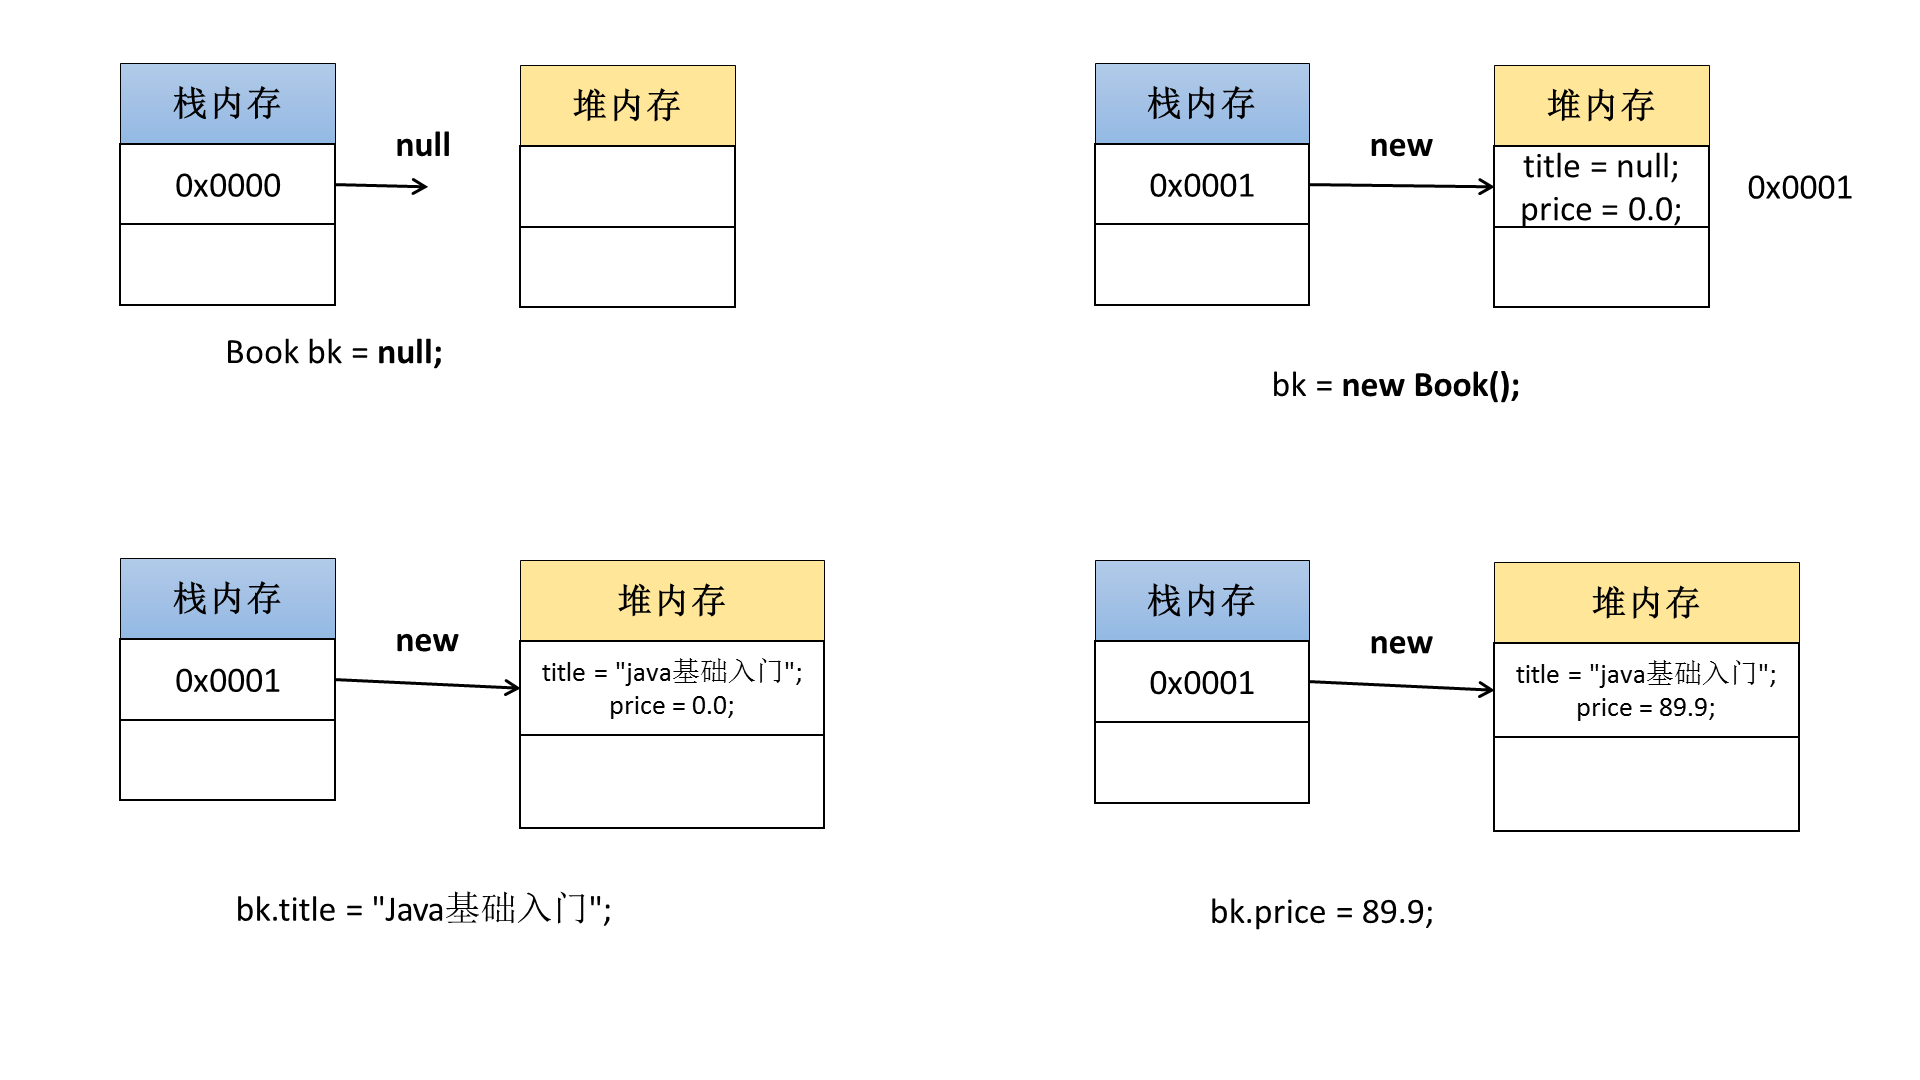 栈内存
堆内存
null
0x0000
Book bk = null;
栈内存
堆内存
new
0x0001
title = null;
price = 0.0;
0x0001
bk = new Book();
栈内存
堆内存
new
0x0001
title = "java基础入门";
price = 0.0;
bk.title = "Java基础入门";
栈内存
堆内存
new
0x0001
title = "java基础入门";
price = 89.9;
bk.price = 89.9;